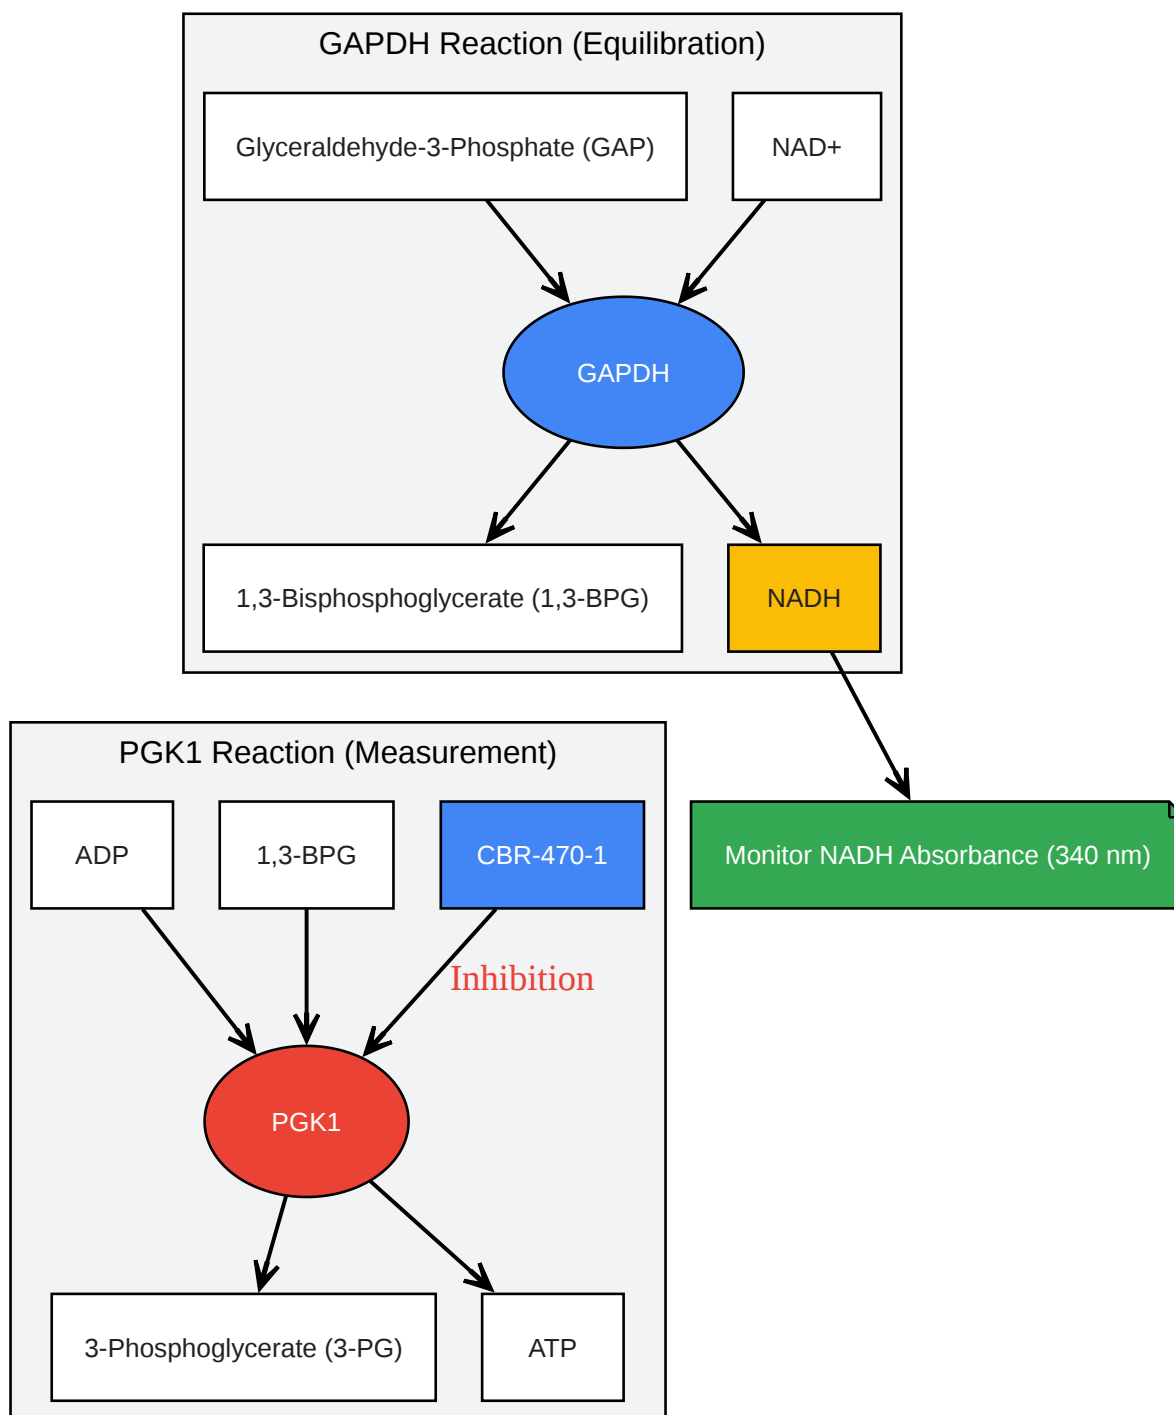 GAPDH Reaction (Equilibration)
Glyceraldehyde-3-Phosphate (GAP)
NAD+
GAPDH
1,3-Bisphosphoglycerate (1,3-BPG)
NADH
PGK1 Reaction (Measurement)
ADP
1,3-BPG
CBR-470-1
Monitor NADH Absorbance (340 nm)
Inhibition
PGK1
3-Phosphoglycerate (3-PG)
ATP